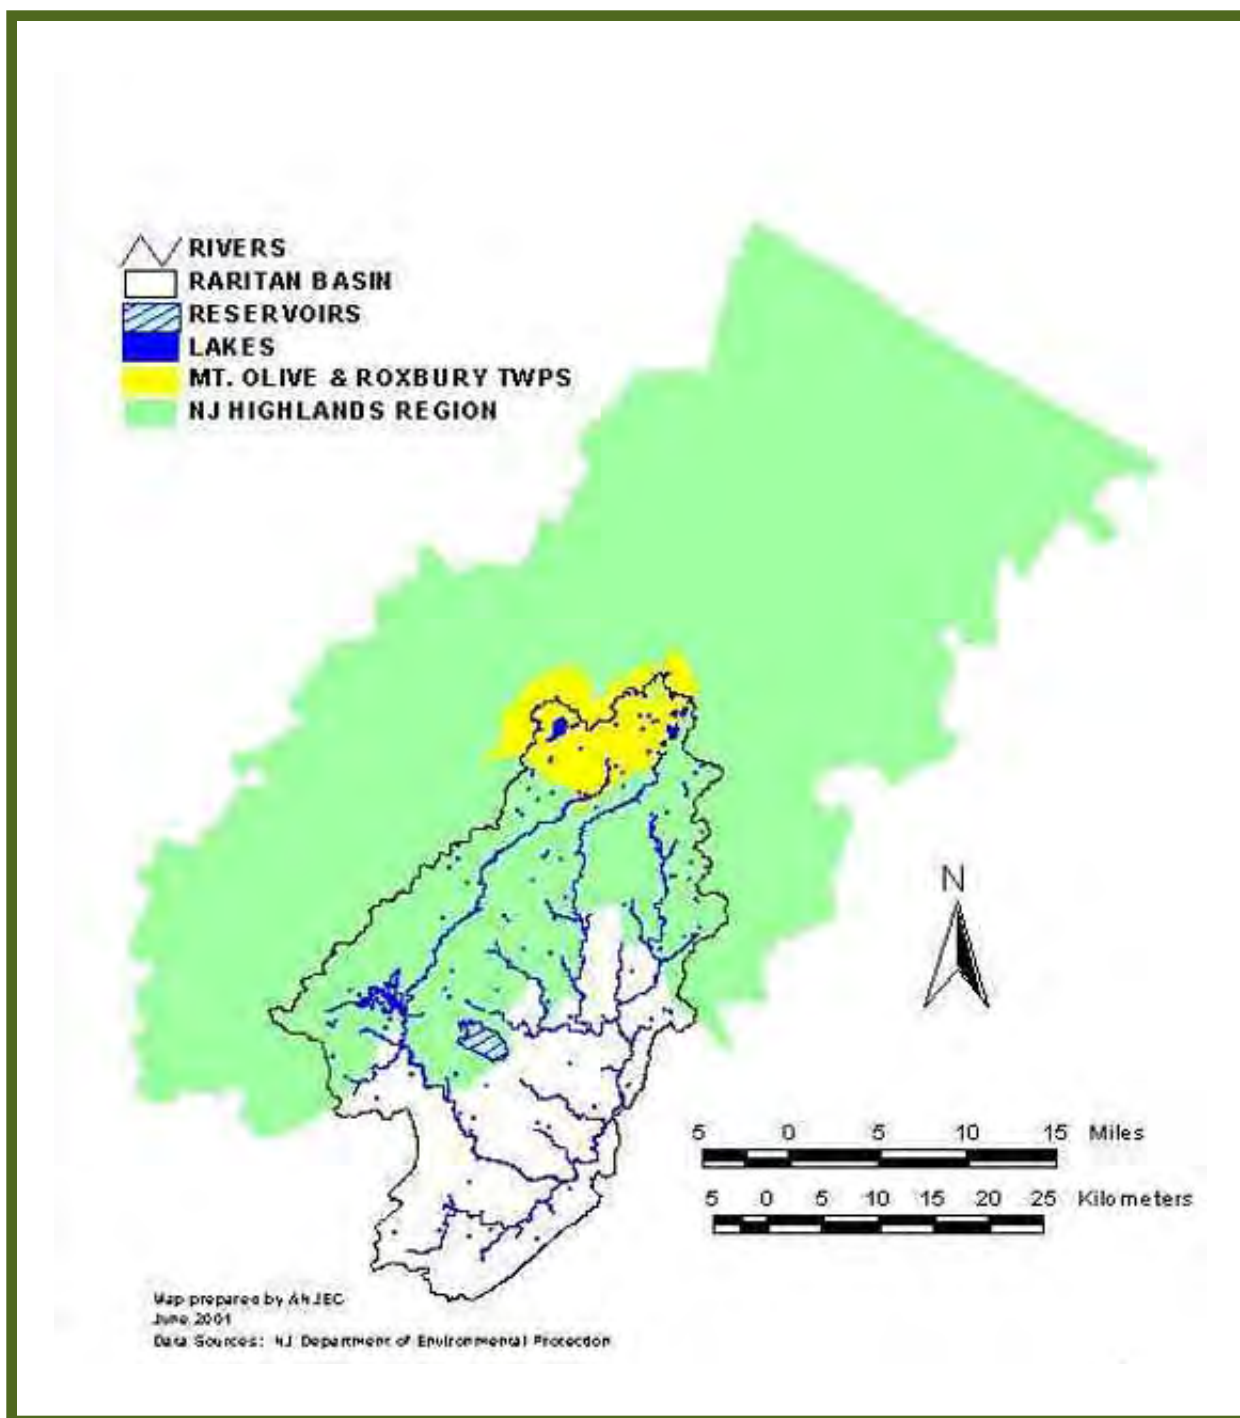 RIVERS
RARITAN BASIN
RESERVOIRS
LAKES
MT. OLIVE & ROXBURY TWPS
NJ HIGHLANDS REGION
N
5 0 5 10 15 Miles
5 0 5 10 15 20 25 Kilometers
Map prepared by ANJEC
June 2001
Data Sources: NJ Department of Environmental Protection